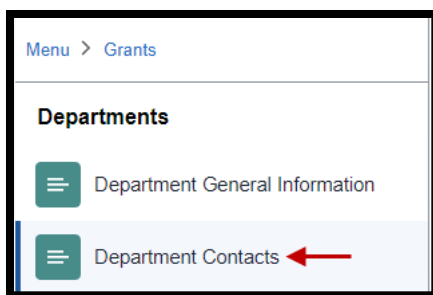 Menu > Grants
Departments
Department General Information
Department Contacts